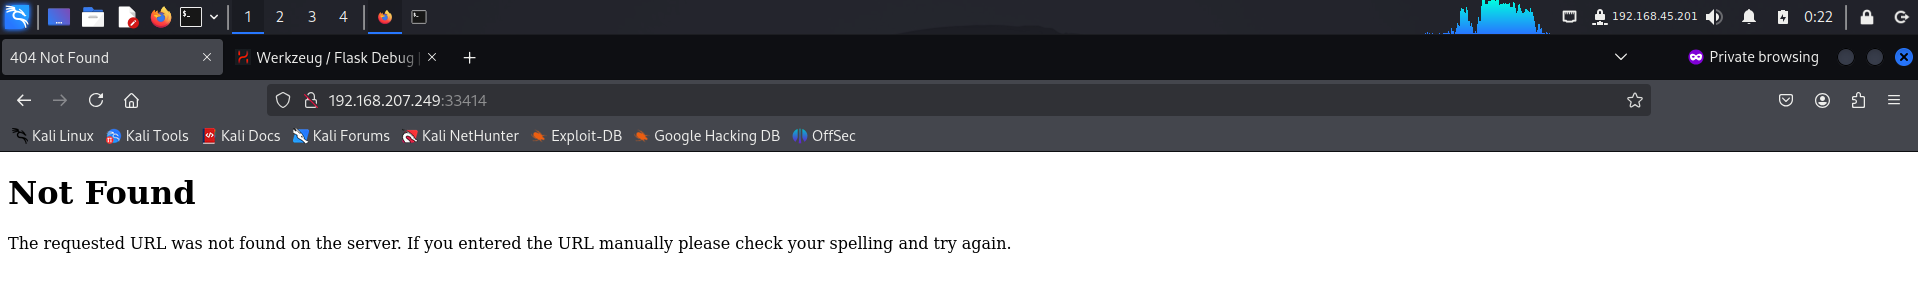 1 2 3 4 192.168.45.201 0:22
404 Not Found Werkzeug / Flask Debug Private browsing
192.168.207.249:33414
Kali Linux Kali Tools Kali Docs Kali Forums Kali NetHunter Exploit-DB Google Hacking DB OffSec
Not Found
The requested URL was not found on the server. If you entered the URL manually please check your spelling and try again.